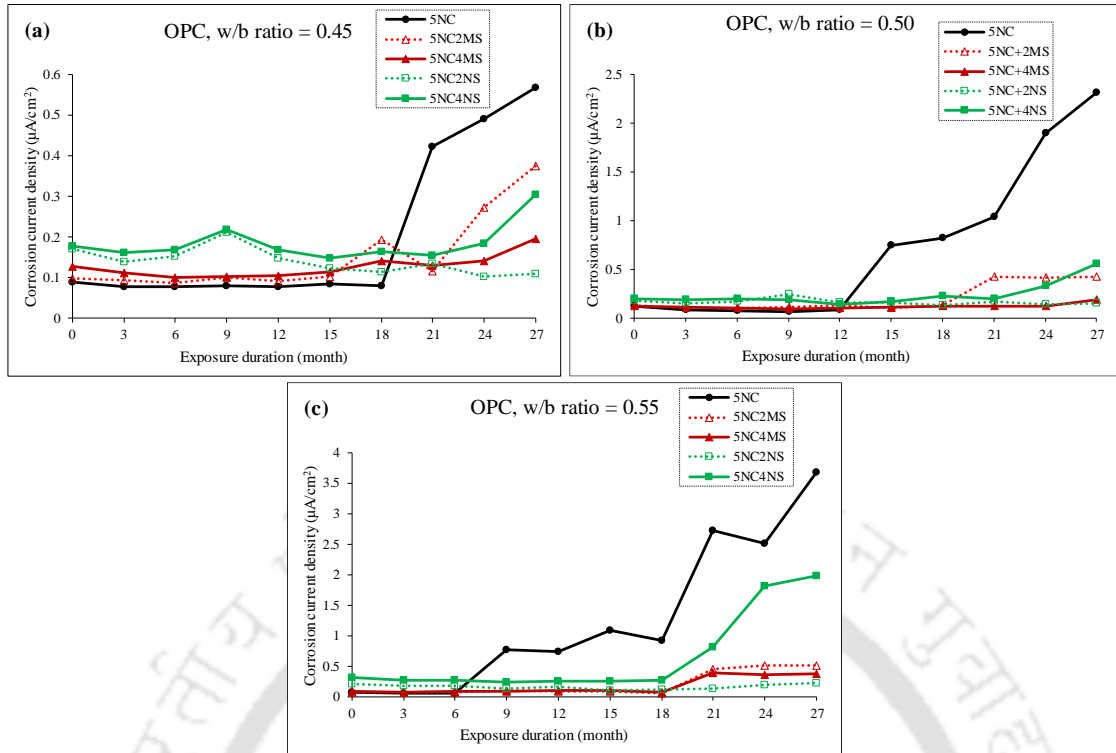 (a)
OPC, w/b ratio = 0.45
5NC
5NC2MS
5NC4MS
5NC2NS
5NC4NS
Corrosion current density (μA/cm²)
0.6
0.5
0.4
0.3
0.2
0.1
0
0 3 6 9 12 15 18 21 24 27
Exposure duration (month)
(b)
OPC, w/b ratio = 0.50
5NC
5NC+2MS
5NC+4MS
5NC+2NS
5NC+4NS
Corrosion current density (μA/cm²)
2.5
2
1.5
1
0.5
0
0 3 6 9 12 15 18 21 24 27
Exposure duration (month)
(c)
OPC, w/b ratio = 0.55
5NC
5NC2MS
5NC4MS
5NC2NS
5NC4NS
Corrosion current density (μA/cm²)
4
3.5
3
2.5
2
1.5
1
0.5
0
0 3 6 9 12 15 18 21 24 27
Exposure duration (month)